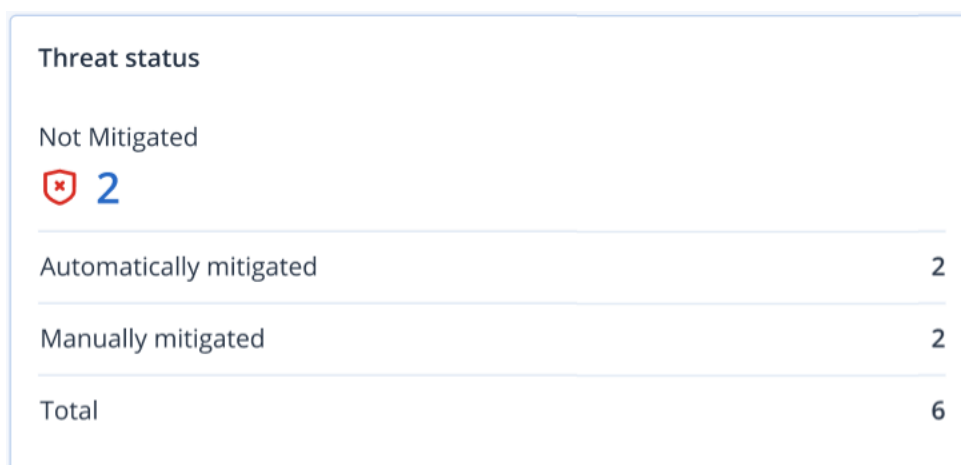 Threat status
Not Mitigated
2
Automatically mitigated 2
Manually mitigated 2
Total 6